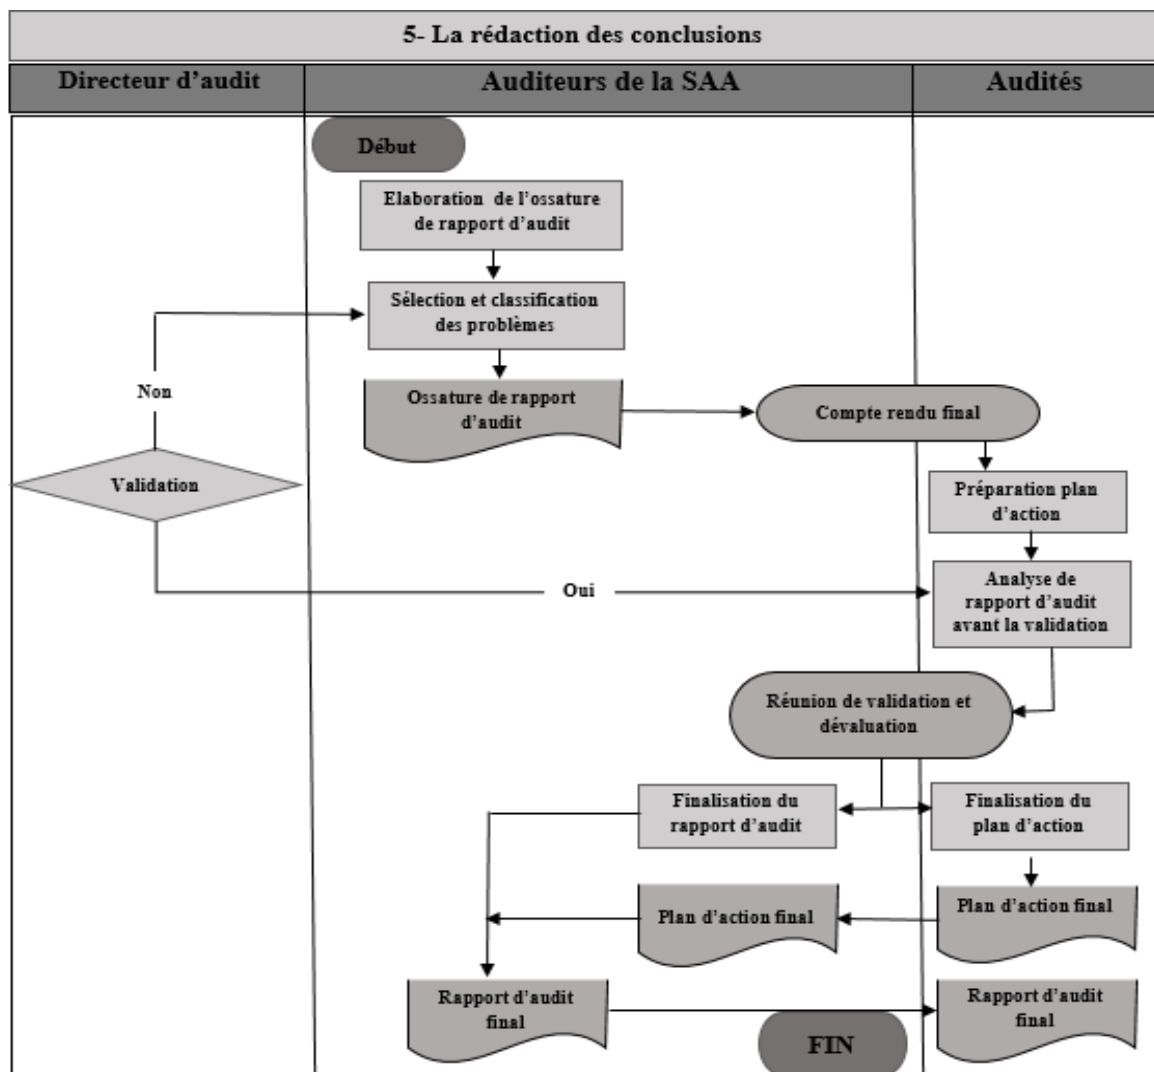 5- La rédaction des conclusions
Directeur d'audit
Auditeurs de la SAA
Audités
Début
Elaboration de l'ossature
de rapport d'audit
Sélection et classification
des problèmes
Non
Ossature de rapport
d'audit
Compte rendu final
Validation
Préparation plan
d'action
Oui
Analyse de
rapport d'audit
avant la validation
Réunion de validation et
dévaluation
Finalisation du
rapport d'audit
Finalisation du
plan d'action
Plan d'action final
Plan d'action final
Rapport d'audit
final
Rapport d'audit
final
FIN